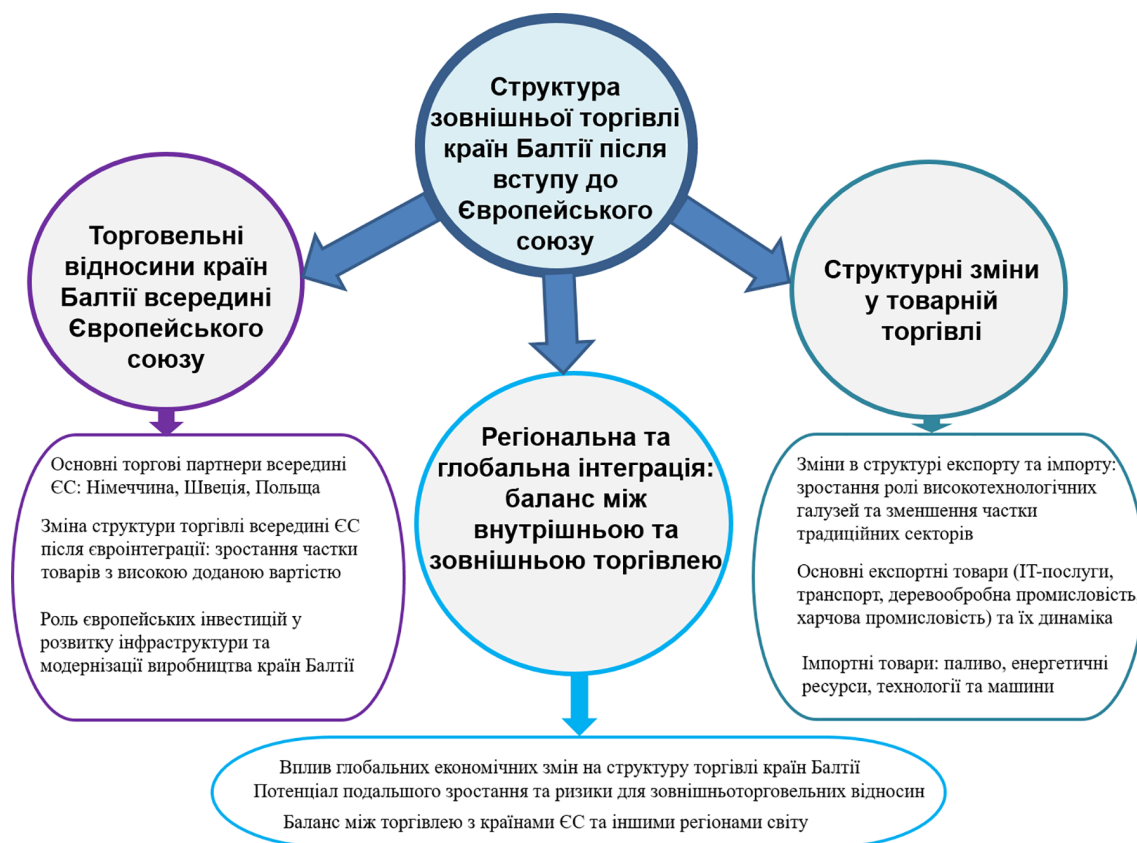 Структура
зовнішньої торгівлі
країн Балтії після
вступу до
Європейського
союзу
Торговельні
відносини країн
Балтії всередині
Європейського
союзу
Структурні зміни
у товарній
торгівлі
Регіональна та
глобальна інтеграція:
баланс між
внутрішньою та
зовнішньою торгівлею
Основні торгові партнери всередині
ЄС: Німеччина, Швеція, Польща
Зміна структури торгівлі всередині ЄС
після євроінтеграції: зростання частки
товарів з високою доданою вартістю
Роль європейських інвестицій у
розвитку інфраструктури та
модернізації виробництва країн Балтії
Зміни в структурі експорту та імпорту:
зростання ролі високотехнологічних
галузей та зменшення частки
традиційних секторів
Основні експортні товари (ІТ-послуги,
транспорт, деревообробна промисловість,
харчова промисловість) та їх динаміка
Імпортні товари: паливо, енергетичні
ресурси, технології та машини
Вплив глобальних економічних змін на структуру торгівлі країн Балтії
Потенціал подальшого зростання та ризики для зовнішньоторговельних відносин
Баланс між торгівлею з країнами ЄС та іншими регіонами світу